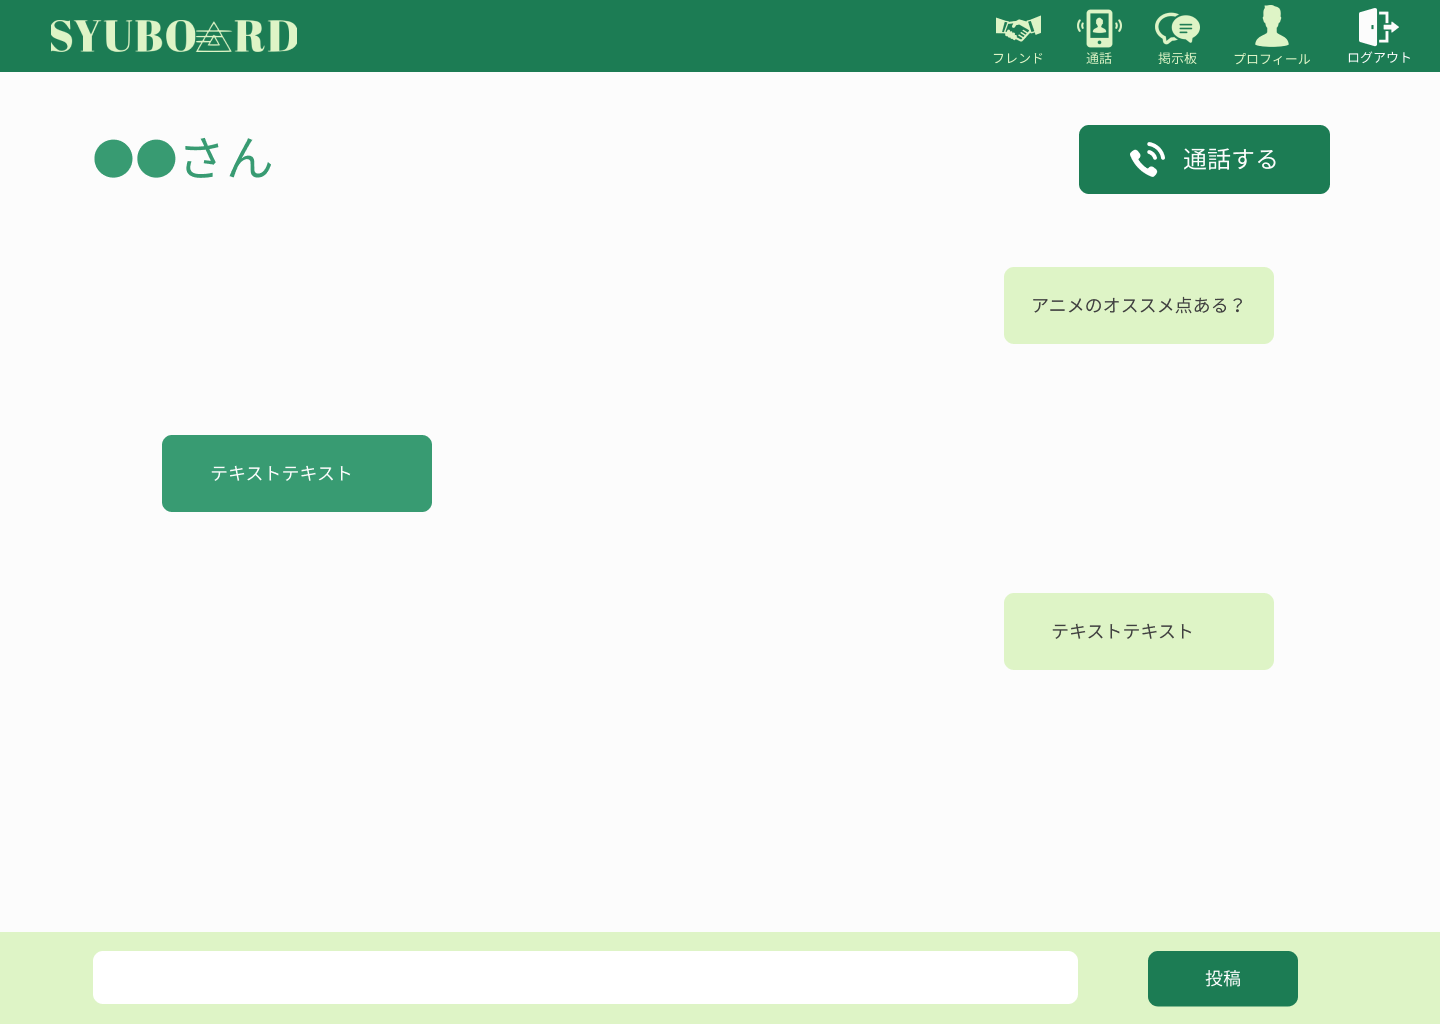 SYUBOARD
フレンド
通話
掲示板
プロフィール
ログアウト
●●さん
通話する
アニメのオススメ点ある？
テキストテキスト
テキストテキスト
投稿